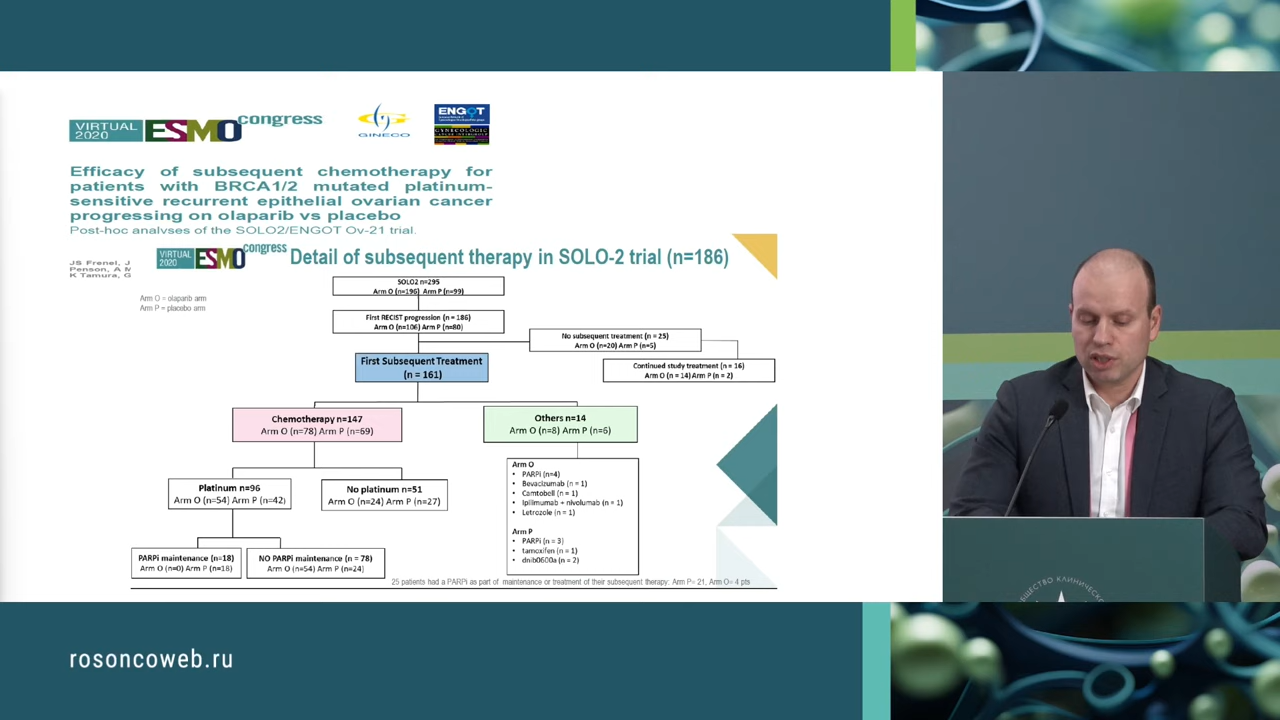 VIRTUAL
2020
ESMO
congress
GINECO
ENGOT
GYNECOLOGIC
Efficacy of subsequent chemotherapy for
patients with BRCA1/2 mutated platinum-
sensitive recurrent epithelial ovarian cancer
progressing on olaparib vs placebo
Post-hoc analyses of the SOLO2/ENGOT Ov-21 trial.
JS Frenel, J
Penson, A M
K Tamura, G
VIRTUAL
2020
ESMO
congress
Detail of subsequent therapy in SOLO-2 trial (n=186)
Arm O = olaparib arm
Arm P = placebo arm
SOLO2 n=295
Arm O (n=196) Arm P (n=99)
First RECIST progression (n = 186)
Arm O (n=106) Arm P (n=80)
No subsequent treatment (n = 25)
Arm O (n=20) Arm P (n=5)
Continued study treatment (n = 16)
Arm O (n = 14) Arm P (n = 2)
First Subsequent Treatment
(n = 161)
Chemotherapy n=147
Arm O (n=78) Arm P (n=69)
Others n=14
Arm O (n=8) Arm P (n=6)
Platinum n=96
Arm O (n=54) Arm P (n=42)
No platinum n=51
Arm O (n=24) Arm P (n=27)
Arm O
• PARPi (n=4)
• Bevacizumab (n = 1)
• Camtobell (n = 1)
• Ipilimumab + nivolumab (n = 1)
• Letrozole (n = 1)
Arm P
• PARPi (n = 3)
• tamoxifen (n = 1)
• dnib0600a (n = 2)
PARPi maintenance (n=18)
Arm O (n=0) Arm P (n=18)
NO PARPi maintenance (n = 78)
Arm O (n=54) Arm P (n=24)
25 patients had a PARPi as part of maintenance or treatment of their subsequent therapy: Arm P= 21, Arm O= 4 pts
ОБЩЕСТВО КЛИНИЧЕСКОЙ
rosoncoweb.ru